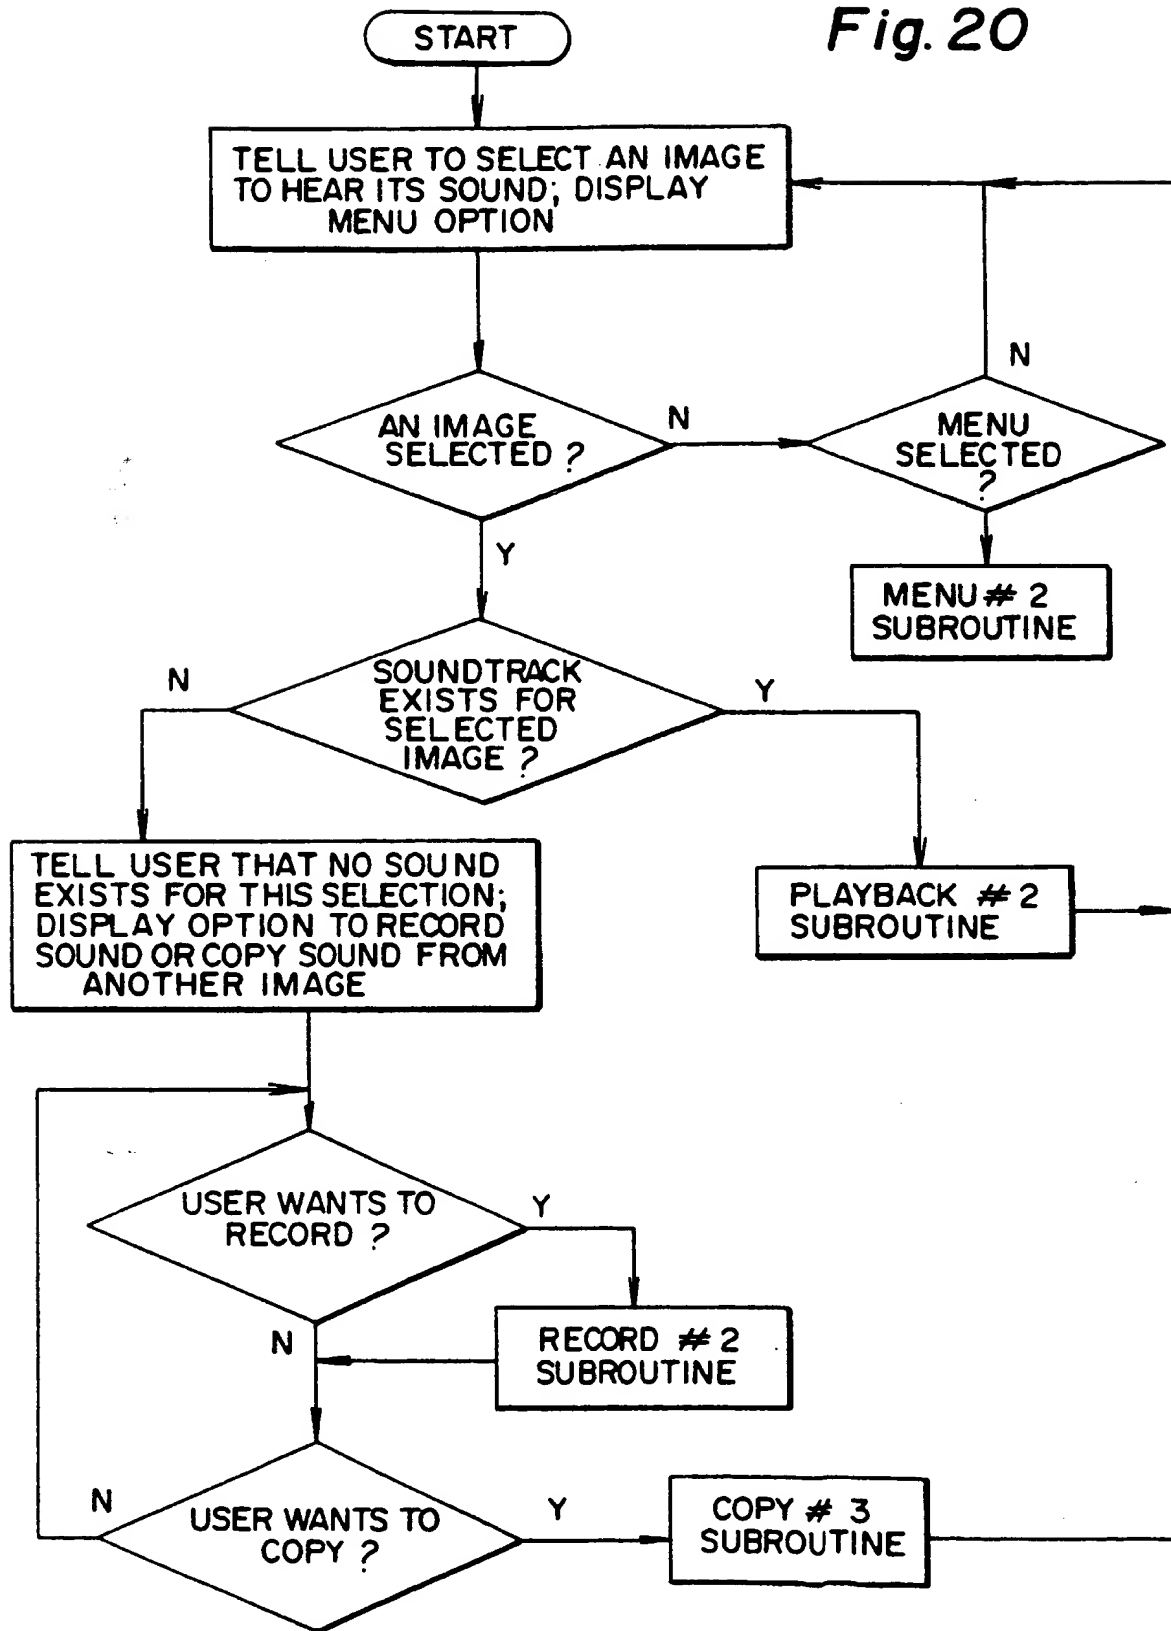 Fig. 20
START
TELL USER TO SELECT AN IMAGE
TO HEAR ITS SOUND; DISPLAY
MENU OPTION
N
AN IMAGE
SELECTED ?
N
MENU
SELECTED
?
Y
MENU # 2
SUBROUTINE
N
SOUNDTRACK
EXISTS FOR
SELECTED
IMAGE ?
Y
TELL USER THAT NO SOUND
EXISTS FOR THIS SELECTION;
DISPLAY OPTION TO RECORD
SOUND OR COPY SOUND FROM
ANOTHER IMAGE
PLAYBACK # 2
SUBROUTINE
USER WANTS TO
RECORD ?
Y
N
RECORD # 2
SUBROUTINE
N
USER WANTS TO
COPY ?
Y
COPY # 3
SUBROUTINE